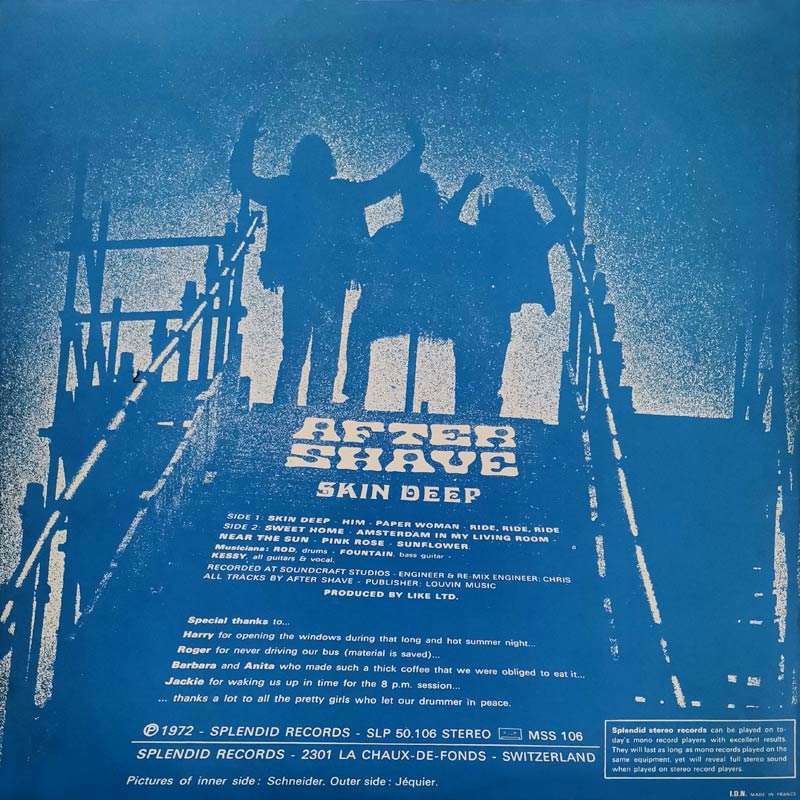 AFTER
SHAVE
SKIN DEEP
SIDE 1: SKIN DEEP - HIM - PAPER WOMAN - RIDE, RIDE, RIDE
SIDE 2: SWEET HOME - AMSTERDAM IN MY LIVING ROOM -
NEAR THE SUN - PINK ROSE - SUNFLOWER.
Musiciana: ROD, drums - FOUNTAIN, bass guitar -
KESSY, all guitars & vocal.
RECORDED AT SOUNDCRAFT STUDIOS - ENGINEER & RE-MIX ENGINEER: CHRIS
ALL TRACKS BY AFTER SHAVE - PUBLISHER: LOUVIN MUSIC
PRODUCED BY LIKE LTD.
Special thanks to...
Harry for opening the windows during that long and hot summer night...
Roger for never driving our bus (material is saved)...
Barbara and Anita who made such a thick coffee that we were obliged to eat it...
Jackie for waking us up in time for the 8 p.m. session...
... thanks a lot to all the pretty girls who let our drummer in peace.
Ⓟ 1972 - SPLENDID RECORDS - SLP 50.106 STEREO MSS 106
SPLENDID RECORDS - 2301 LA CHAUX-DE-FONDS - SWITZERLAND
Pictures of inner side: Schneider. Outer side: Jéquier.
Splendid stereo records can be played on to-
day's mono record players with excellent results.
They will last as long as mono records played on the
same equipment, yet will reveal full stereo sound
when played on stereo record players.
I.D.N. MADE IN FRANCE